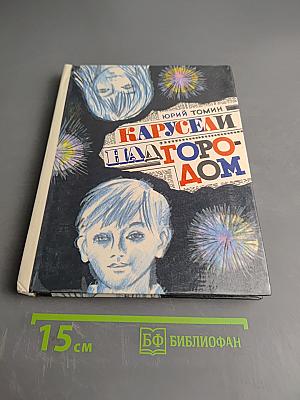 ЮРИЙ ТОМИН
КАРУСЕЛИ
НАД ГОРО-
ДОМ
15 см
БФ БИБЛИОФАН